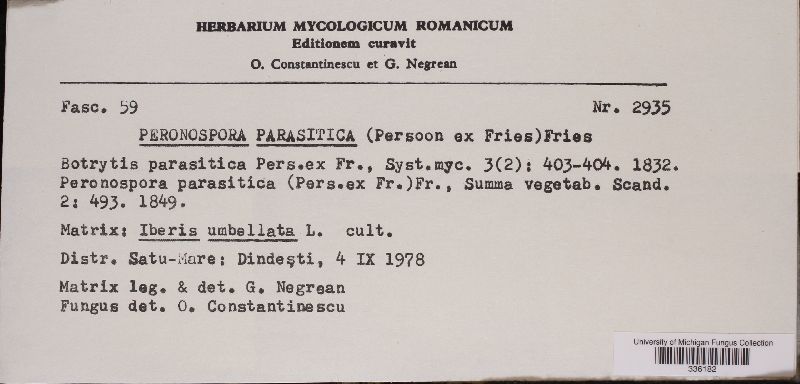 HERBARIUM MYCOLOGICUM ROMANICUM
Editionem curavit
O. Constantinescu et G. Negrean
Fasc. 59 Nr. 2935
PERONOSPORA PARASITICA (Persoon ex Fries)Fries
Botrytis parasitica Pers.ex Fr., Syst.myc. 3(2): 403-404. 1832.
Peronospora parasitica (Pers.ex Fr.)Fr., Summa vegetab. Scand.
2: 493. 1849.
Matrix: Iberis umbellata L. cult.
Distr. Satu-Mare: Dindeşti, 4 IX 1978
Matrix leg. & det. G. Negrean
Fungus det. O. Constantinescu
University of Michigan Fungus Collection
336182